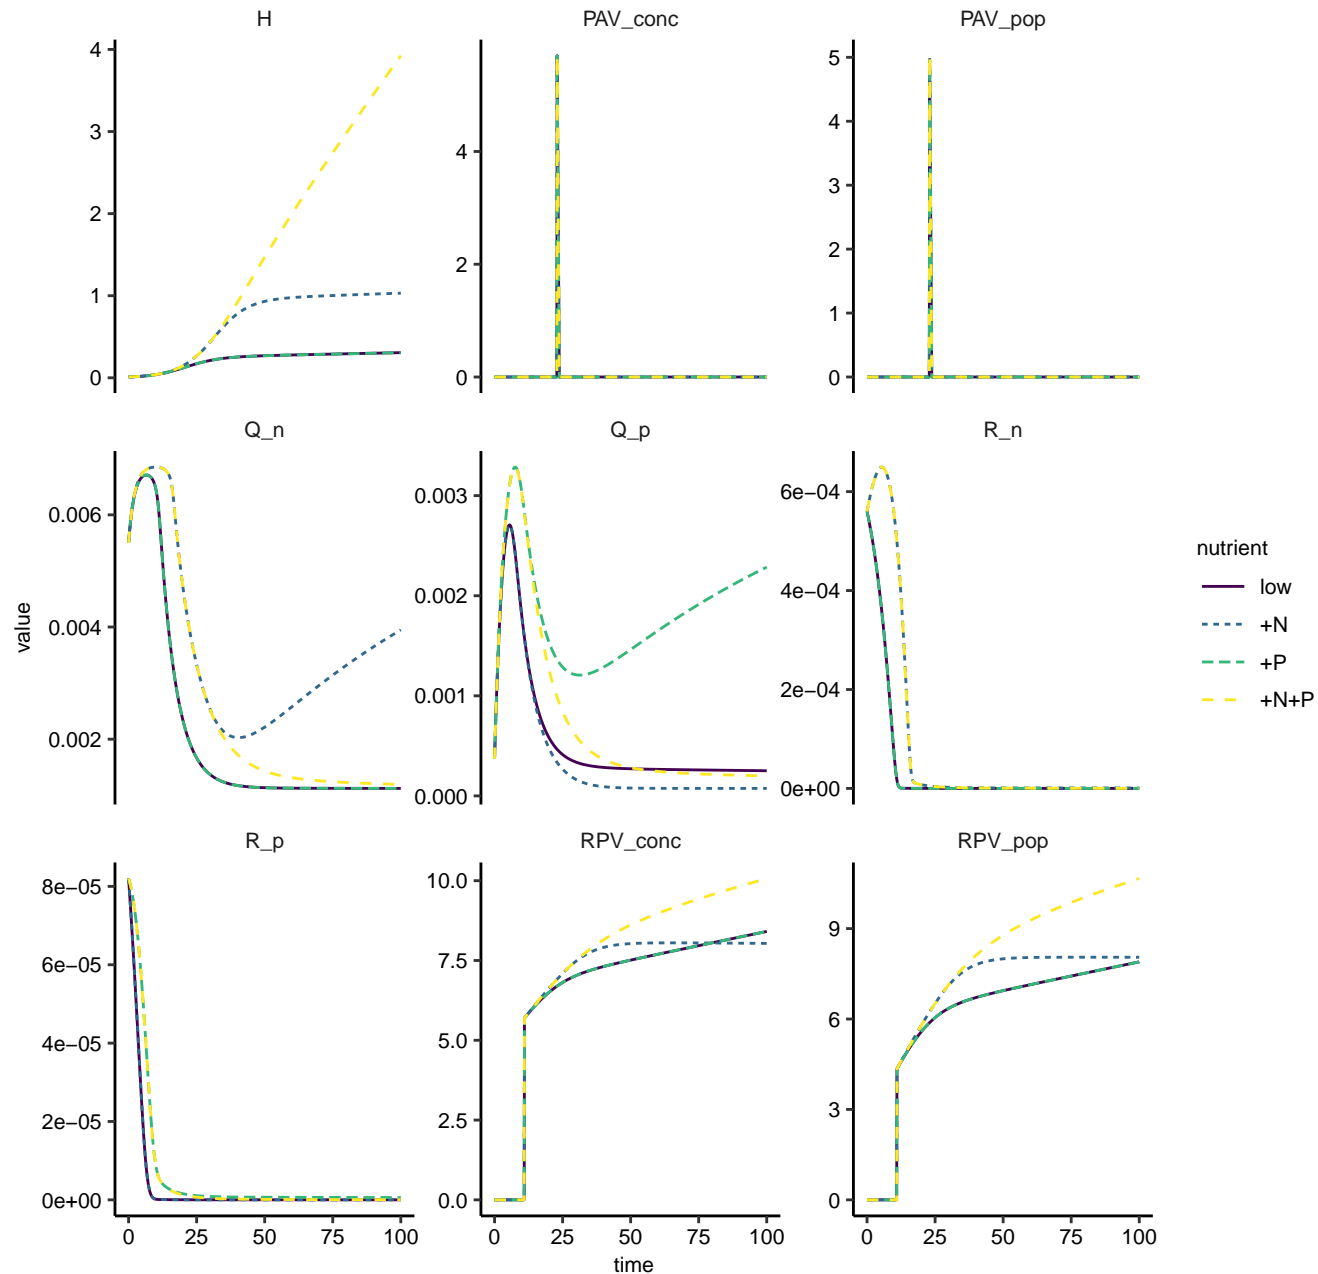 H
PAV_conc
PAV_pop
4
3
2
1
0
4
2
0
5
4
3
2
1
0
Q_n
Q_p
R_n
0.006
0.004
0.002
0.003
0.002
0.001
0.000
6e−04
4e−04
2e−04
0e+00
R_p
RPV_conc
RPV_pop
8e−05
6e−05
4e−05
2e−05
0e+00
10.0
7.5
5.0
2.5
0.0
9
6
3
0
0 25 50 75 100
0 25 50 75 100
0 25 50 75 100
time
value
nutrient
low
+N
+P
+N+P